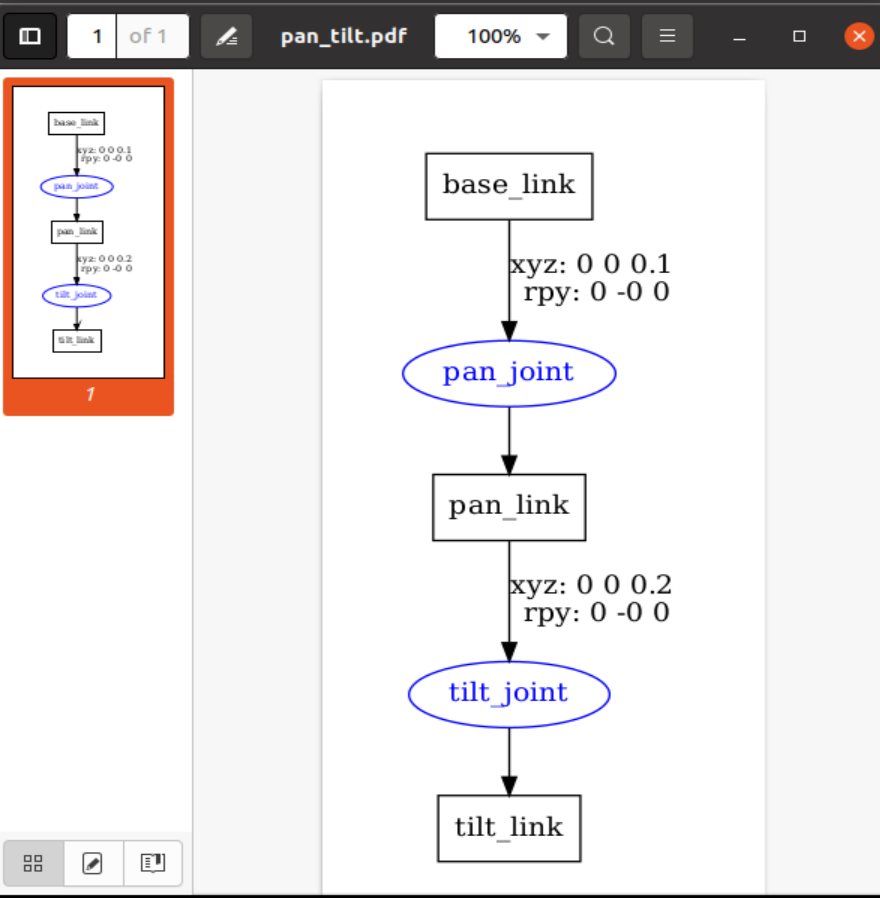 1 of 1 pan_tilt.pdf 100%
base_link
xyz: 0 0 0.1
rpy: 0 -0 0
pan_joint
pan_link
xyz: 0 0 0.2
rpy: 0 -0 0
tilt_joint
tilt_link
1
base_link
xyz: 0 0 0.1
rpy: 0 -0 0
pan_joint
pan_link
xyz: 0 0 0.2
rpy: 0 -0 0
tilt_joint
tilt_link